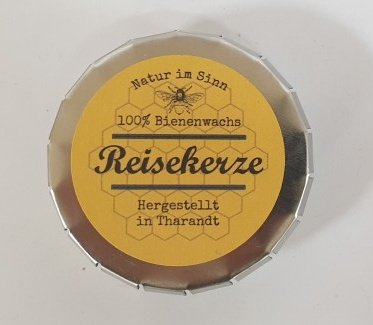 Natur im Sinn
100% Bienenwachs
Reisekerze
Hergestellt
in Tharandt